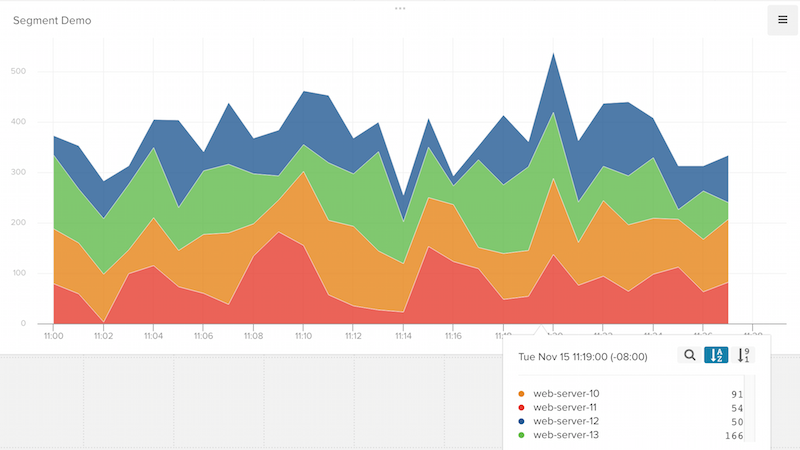 Segment Demo
500
400
300
200
100
0
11:00 11:02 11:04 11:06 11:08 11:10 11:12 11:14 11:16
Tue Nov 15 11:19:00 (-08:00)
A
Z
9
1
web-server-10 91
web-server-11 54
web-server-12 50
web-server-13 166